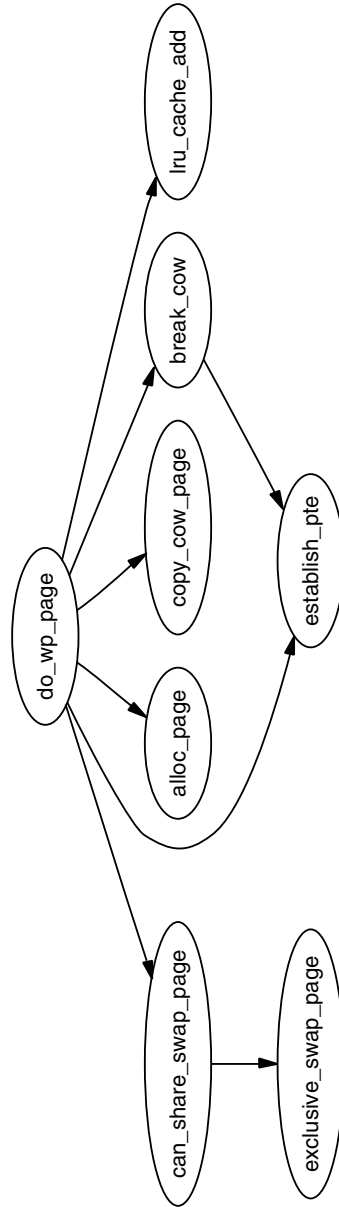 do_wp_page
can_share_swap_page
alloc_page
copy_cow_page
break_cow
lru_cache_add
exclusive_swap_page
establish_pte